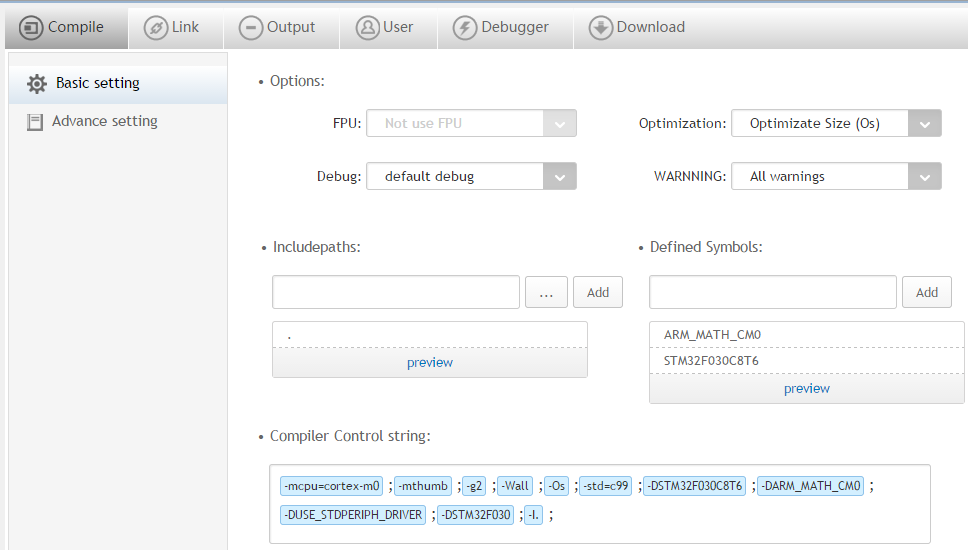 Compile Link Output User Debugger Download
Basic setting
Advance setting
• Options:
FPU: Not use FPU Optimization: Optimizate Size (Os)
Debug: default debug WARNNING: All warnings
• Includepaths: • Defined Symbols:
... Add Add
. ARM_MATH_CM0
preview STM32F030C8T6
preview
• Compiler Control string:
-mcpu=cortex-m0 ; -mthumb ; -g2 ; -Wall ; -Os ; -std=c99 ; -DSTM32F030C8T6 ; -DARM_MATH_CM0 ;
-DUSE_STDPERIPH_DRIVER ; -DSTM32F030 ; -I. ;